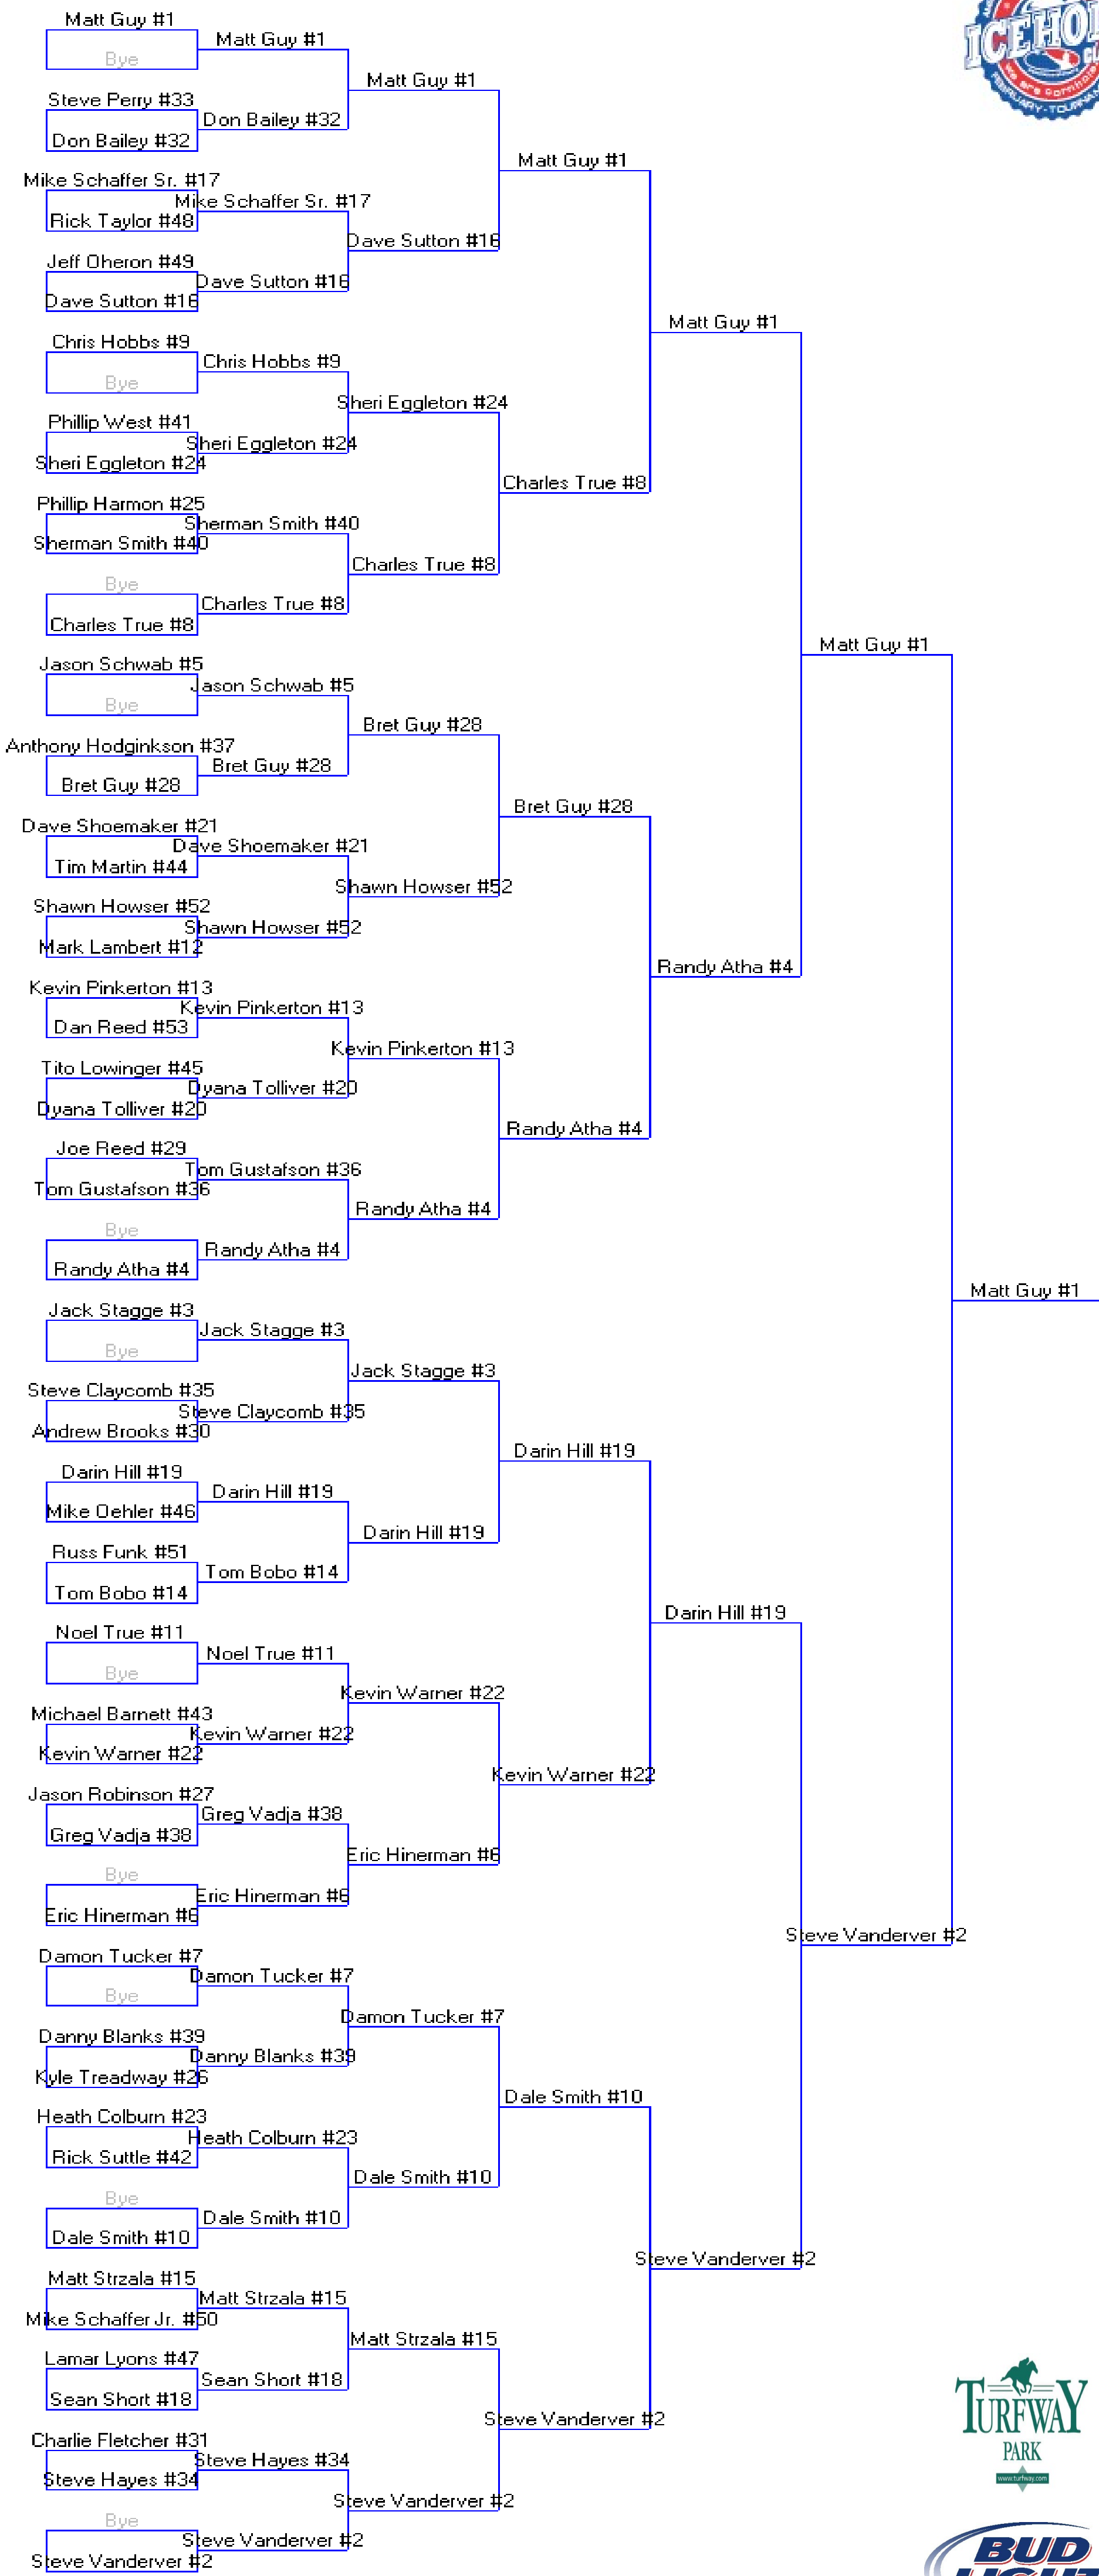 Matt Guy #1
Matt Guy #1
Bye
Matt Guy #1
Steve Perry #33
Don Bailey #32
Don Bailey #32
Matt Guy #1
Mike Schaffer Sr. #17
Mike Schaffer Sr. #17
Rick Taylor #48
Dave Sutton #16
Jeff Oheron #49
Dave Sutton #16
Dave Sutton #16
Matt Guy #1
Chris Hobbs #9
Chris Hobbs #9
Bye
Sheri Eggleton #24
Phillip West #41
Sheri Eggleton #24
Sheri Eggleton #24
Charles True #8
Phillip Harmon #25
Sherman Smith #40
Sherman Smith #40
Charles True #8
Bye
Charles True #8
Charles True #8
Matt Guy #1
Jason Schwab #5
Jason Schwab #5
Bye
Bret Guy #28
Anthony Hodginkson #37
Bret Guy #28
Bret Guy #28
Bret Guy #28
Dave Shoemaker #21
Dave Shoemaker #21
Tim Martin #44
Shawn Howser #52
Shawn Howser #52
Shawn Howser #52
Mark Lambert #12
Randy Atha #4
Kevin Pinkerton #13
Kevin Pinkerton #13
Dan Reed #53
Kevin Pinkerton #13
Tito Lowinger #45
Dyana Tolliver #20
Dyana Tolliver #20
Randy Atha #4
Joe Reed #29
Tom Gustafson #36
Tom Gustafson #36
Randy Atha #4
Bye
Randy Atha #4
Randy Atha #4
Matt Guy #1
Jack Stagge #3
Jack Stagge #3
Bye
Jack Stagge #3
Steve Claycomb #35
Steve Claycomb #35
Andrew Brooks #30
Darin Hill #19
Darin Hill #19
Darin Hill #19
Mike Oehler #46
Darin Hill #19
Russ Funk #51
Tom Bobo #14
Tom Bobo #14
Darin Hill #19
Noel True #11
Noel True #11
Bye
Kevin Warner #22
Michael Barnett #43
Kevin Warner #22
Kevin Warner #22
Kevin Warner #22
Jason Robinson #27
Greg Vadja #38
Greg Vadja #38
Eric Hinerman #6
Bye
Eric Hinerman #6
Eric Hinerman #6
Steve Vanderver #2
Damon Tucker #7
Damon Tucker #7
Bye
Damon Tucker #7
Danny Blanks #39
Danny Blanks #39
Kyle Treadway #26
Dale Smith #10
Heath Colburn #23
Heath Colburn #23
Rick Suttle #42
Dale Smith #10
Bye
Dale Smith #10
Dale Smith #10
Steve Vanderver #2
Matt Strzala #15
Matt Strzala #15
Mike Schaffer Jr. #50
Matt Strzala #15
Lamar Lyons #47
Sean Short #18
Sean Short #18
Steve Vanderver #2
Charlie Fletcher #31
Steve Hayes #34
Steve Hayes #34
Steve Vanderver #2
Bye
Steve Vanderver #2
Steve Vanderver #2
TURFWAY
PARK
www.turfway.com
BUD